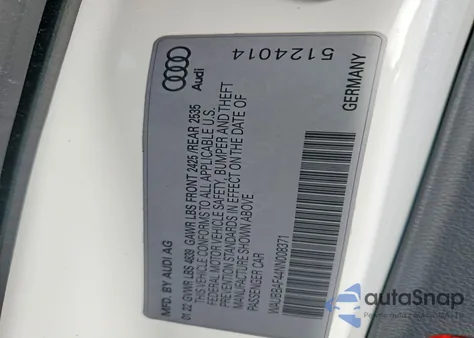 Audi
5124014
MFD. BY AUDI AG
01.22 GVWR LBS 4839 GAWR LBS FRONT 2425 /REAR 2535
THIS VEHICLE CONFORMS TO ALL APPLICABLE U.S.
FEDERAL MOTOR VEHICLE SAFETY, BUMPER AND THEFT
PREVENTION STANDARDS IN EFFECT ON THE DATE OF
MANUFACTURE SHOWN ABOVE
PASSENGER CAR
WAUBBAF44NN008371
GERMANY
autoSnap